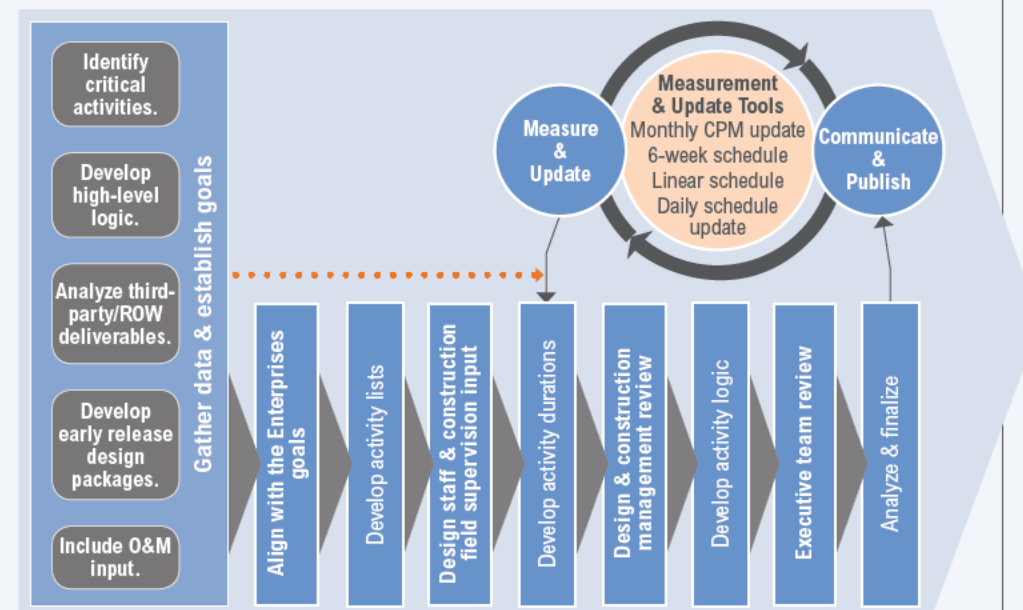 Identify
critical
activities.
Develop
high-level
logic.
Analyze third-
party/ROW
deliverables.
Develop
early release
design
packages.
Include O&M
input.
Gather data & establish goals
Measure
&
Update
Measurement
& Update Tools
Monthly CPM update
6-week schedule
Linear schedule
Daily schedule
update
Communicate
&
Publish
Align with the Enterprises
goals
Develop activity lists
Design staff & construction
field supervision input
Develop activity durations
Design & construction
management review
Develop activity logic
Executive team review
Analyze & finalize